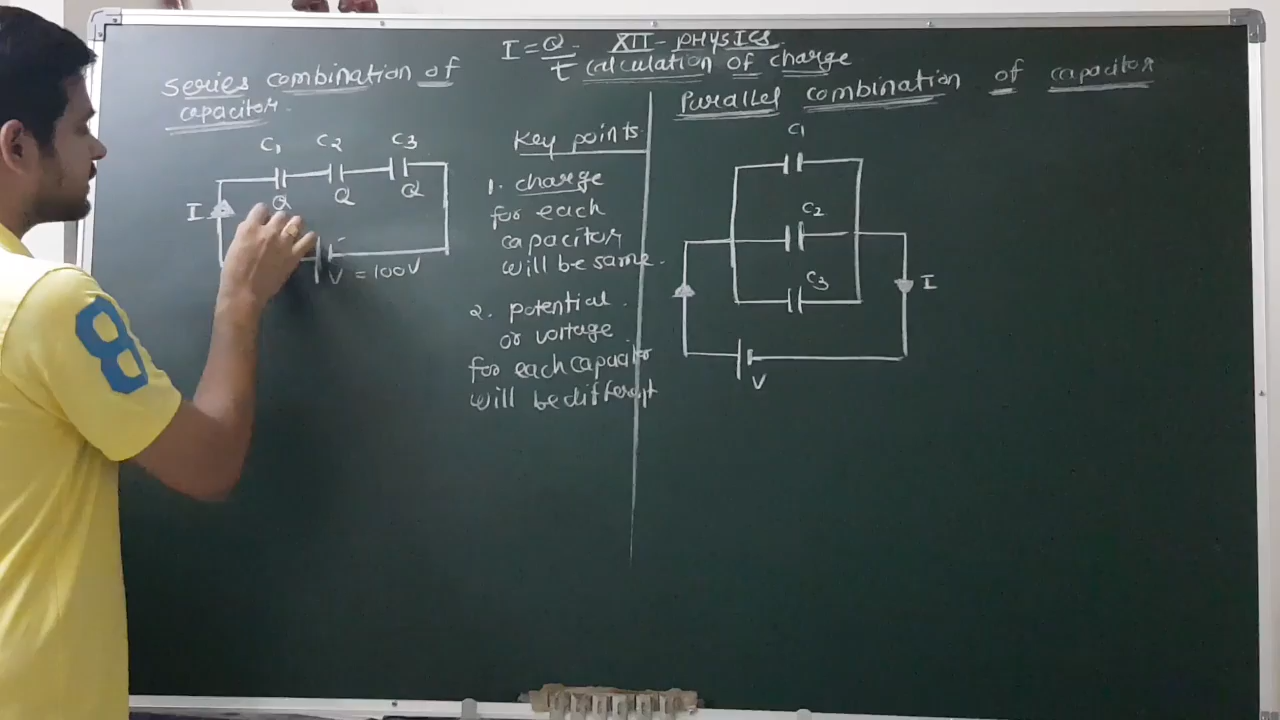 I = Q/t
XII - PHYSICS
calculation of charge
series combination of
capacitor.
C1 C2 C3
Q Q Q
I
V = 100V
-
Key points
1. charge
for each
capacitor
will be same.
2. potential
or voltage
for each capacitor
will be different
Parallel combination of capacitor
C1
C2
C3
I
V
8